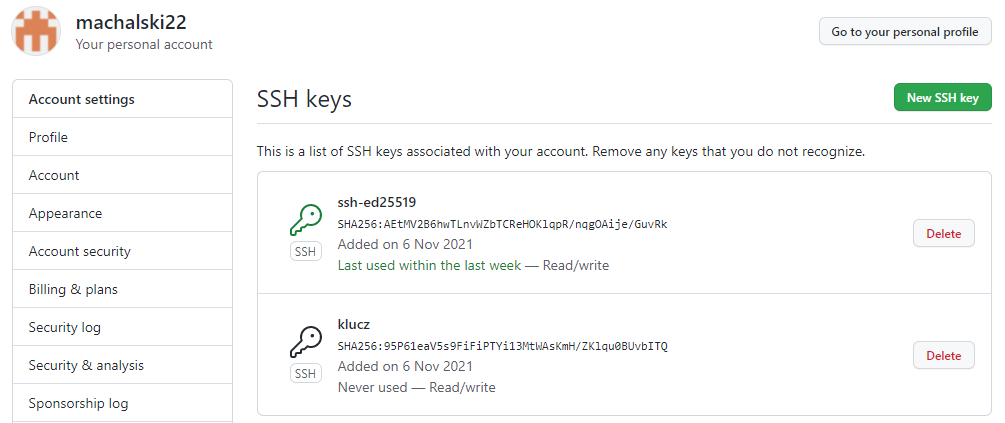 machalski22
Your personal account
Go to your personal profile
Account settings
Profile
Account
Appearance
Account security
Billing & plans
Security log
Security & analysis
Sponsorship log
SSH keys
New SSH key
This is a list of SSH keys associated with your account. Remove any keys that you do not recognize.
ssh-ed25519
SHA256:AEtMV2B6hwTLnvWZbTCReHOKlqpR/nqgOAije/GuvRk
Added on 6 Nov 2021
Last used within the last week — Read/write
SSH
Delete
klucz
SHA256:95P61eaV5s9FiFiPTYi13MtWAsKmH/ZKlqu0BUvbITQ
Added on 6 Nov 2021
Never used — Read/write
SSH
Delete